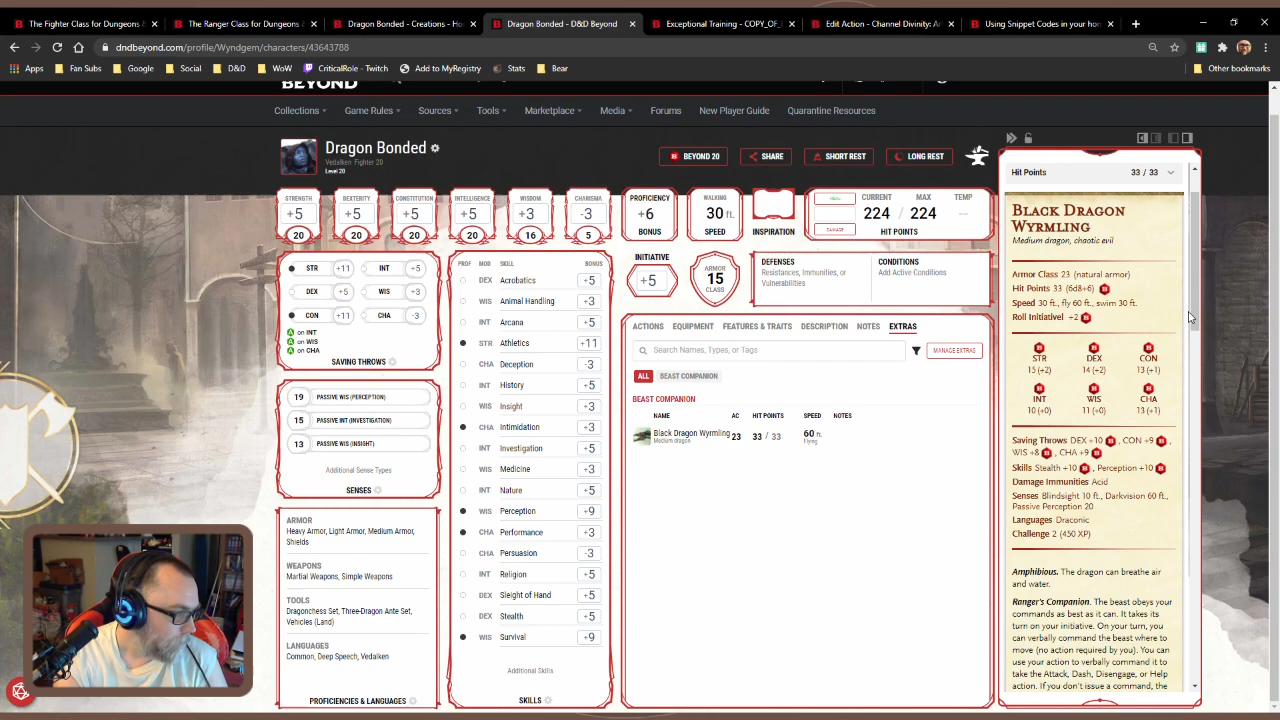 The Fighter Class for Dungeons &
The Ranger Class for Dungeons &
Dragon Bonded - Creations - Ho
Dragon Bonded - D&D Beyond
Exceptional Training - COPY_OF_
Edit Action - Channel Divinity: Ar
Using Snippet Codes in your hon
dndbeyond.com/profile/Wyndgem/characters/43643788
Apps Fan Subs Google Social D&D WoW CriticalRole - Twitch Add to MyRegistry Stats Bear Other bookmarks
BEYOND
Collections Game Rules Sources Tools Marketplace Media Forums New Player Guide Quarantine Resources
Dragon Bonded
Vedalken Fighter 20
Level 20
BEYOND 20 SHARE SHORT REST LONG REST
STRENGTH
+5
20
DEXTERITY
+5
20
CONSTITUTION
+5
20
INTELLIGENCE
+5
20
WISDOM
+3
16
CHARISMA
-3
5
PROFICIENCY
+6
BONUS
WALKING
30 ft.
SPEED
INSPIRATION
HEAL
DAMAGE
CURRENT MAX TEMP
224 / 224 --
HIT POINTS
STR +11 INT +5
DEX +5 WIS +3
CON +11 CHA -3
A on INT
A on WIS
A on CHA
SAVING THROWS
19 PASSIVE WIS (PERCEPTION)
15 PASSIVE INT (INVESTIGATION)
13 PASSIVE WIS (INSIGHT)
Additional Sense Types
SENSES
ARMOR
Heavy Armor, Light Armor, Medium Armor,
Shields
WEAPONS
Martial Weapons, Simple Weapons
TOOLS
Dragonchess Set, Three-Dragon Ante Set,
Vehicles (Land)
LANGUAGES
Common, Deep Speech, Vedalken
PROFICIENCIES & LANGUAGES
PROF MOD SKILL BONUS
DEX Acrobatics +5
WIS Animal Handling +3
INT Arcana +5
STR Athletics +11
CHA Deception -3
INT History +5
WIS Insight +3
CHA Intimidation +3
INT Investigation +5
WIS Medicine +3
INT Nature +5
WIS Perception +9
CHA Performance +3
CHA Persuasion -3
INT Religion +5
DEX Sleight of Hand +5
DEX Stealth +5
WIS Survival +9
Additional Skills
SKILLS
INITIATIVE
+5
ARMOR
15
CLASS
DEFENSES
Resistances, Immunities, or
Vulnerabilities
CONDITIONS
Add Active Conditions
ACTIONS EQUIPMENT FEATURES & TRAITS DESCRIPTION NOTES EXTRAS
Search Names, Types, or Tags
MANAGE EXTRAS
ALL BEAST COMPANION
BEAST COMPANION
NAME AC HIT POINTS SPEED NOTES
Black Dragon Wyrmling 23 33 / 33 60 ft.
Medium dragon Flying
Hit Points 33 / 33
BLACK DRAGON
WYRMLING
Medium dragon, chaotic evil
Armor Class 23 (natural armor)
Hit Points 33 (6d8+6)
Speed 30 ft., fly 60 ft., swim 30 ft.
Roll Initiative! +2
STR DEX CON
15 (+2) 14 (+2) 13 (+1)
INT WIS CHA
10 (+0) 11 (+0) 13 (+1)
Saving Throws DEX +10 , CON +9 ,
WIS +8 , CHA +9
Skills Stealth +10 , Perception +10
Damage Immunities Acid
Senses Blindsight 10 ft., Darkvision 60 ft.,
Passive Perception 20
Languages Draconic
Challenge 2 (450 XP)
Amphibious. The dragon can breathe air
and water.
Ranger's Companion. The beast obeys your
commands as best as it can. It takes its
turn on your initiative. On your turn, you
can verbally command the beast where to
move (no action required by you). You can
use your action to verbally command it to
take the Attack, Dash, Disengage, or Help
action. If you don't issue a command, the